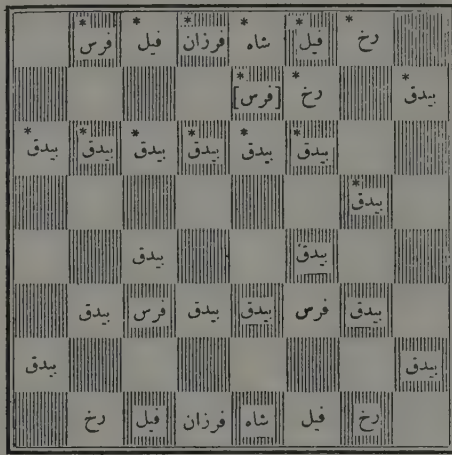 *رخ *فيل *شاه *فرزان *فيل *فرس
*بيدق *رخ *[فرس]
*بيدق *بيدق *بيدق *بيدق *بيدق *بيدق
*بيدق
بيدق بيدق
بيدق فرس بيدق بيدق فرس بيدق
بيدق بيدق
رخ فيل شاه فرزان فيل رخ